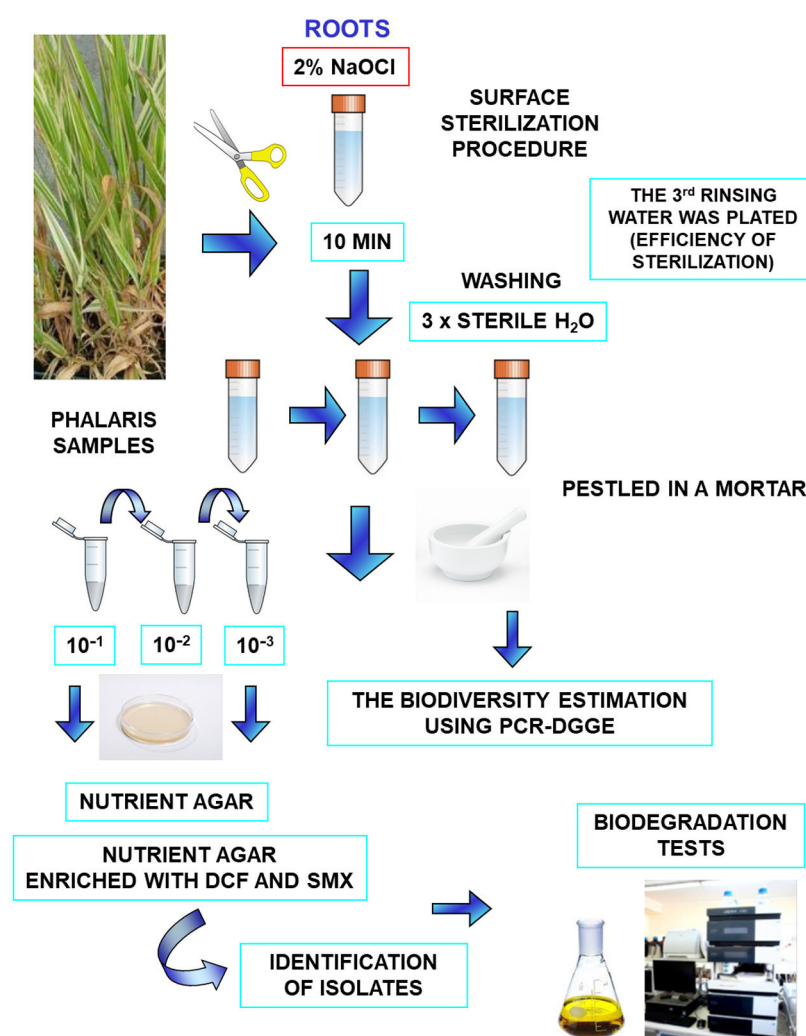 ROOTS
2% NaOCl
SURFACE
STERILIZATION
PROCEDURE
THE 3rd RINSING
WATER WAS PLATED
(EFFICIENCY OF
STERILIZATION)
10 MIN
WASHING
3 x STERILE H₂O
PHALARIS
SAMPLES
PESTLED IN A MORTAR
10⁻¹
10⁻²
10⁻³
THE BIODIVERSITY ESTIMATION
USING PCR-DGGE
NUTRIENT AGAR
NUTRIENT AGAR
ENRICHED WITH DCF AND SMX
BIODEGRADATION
TESTS
IDENTIFICATION
OF ISOLATES